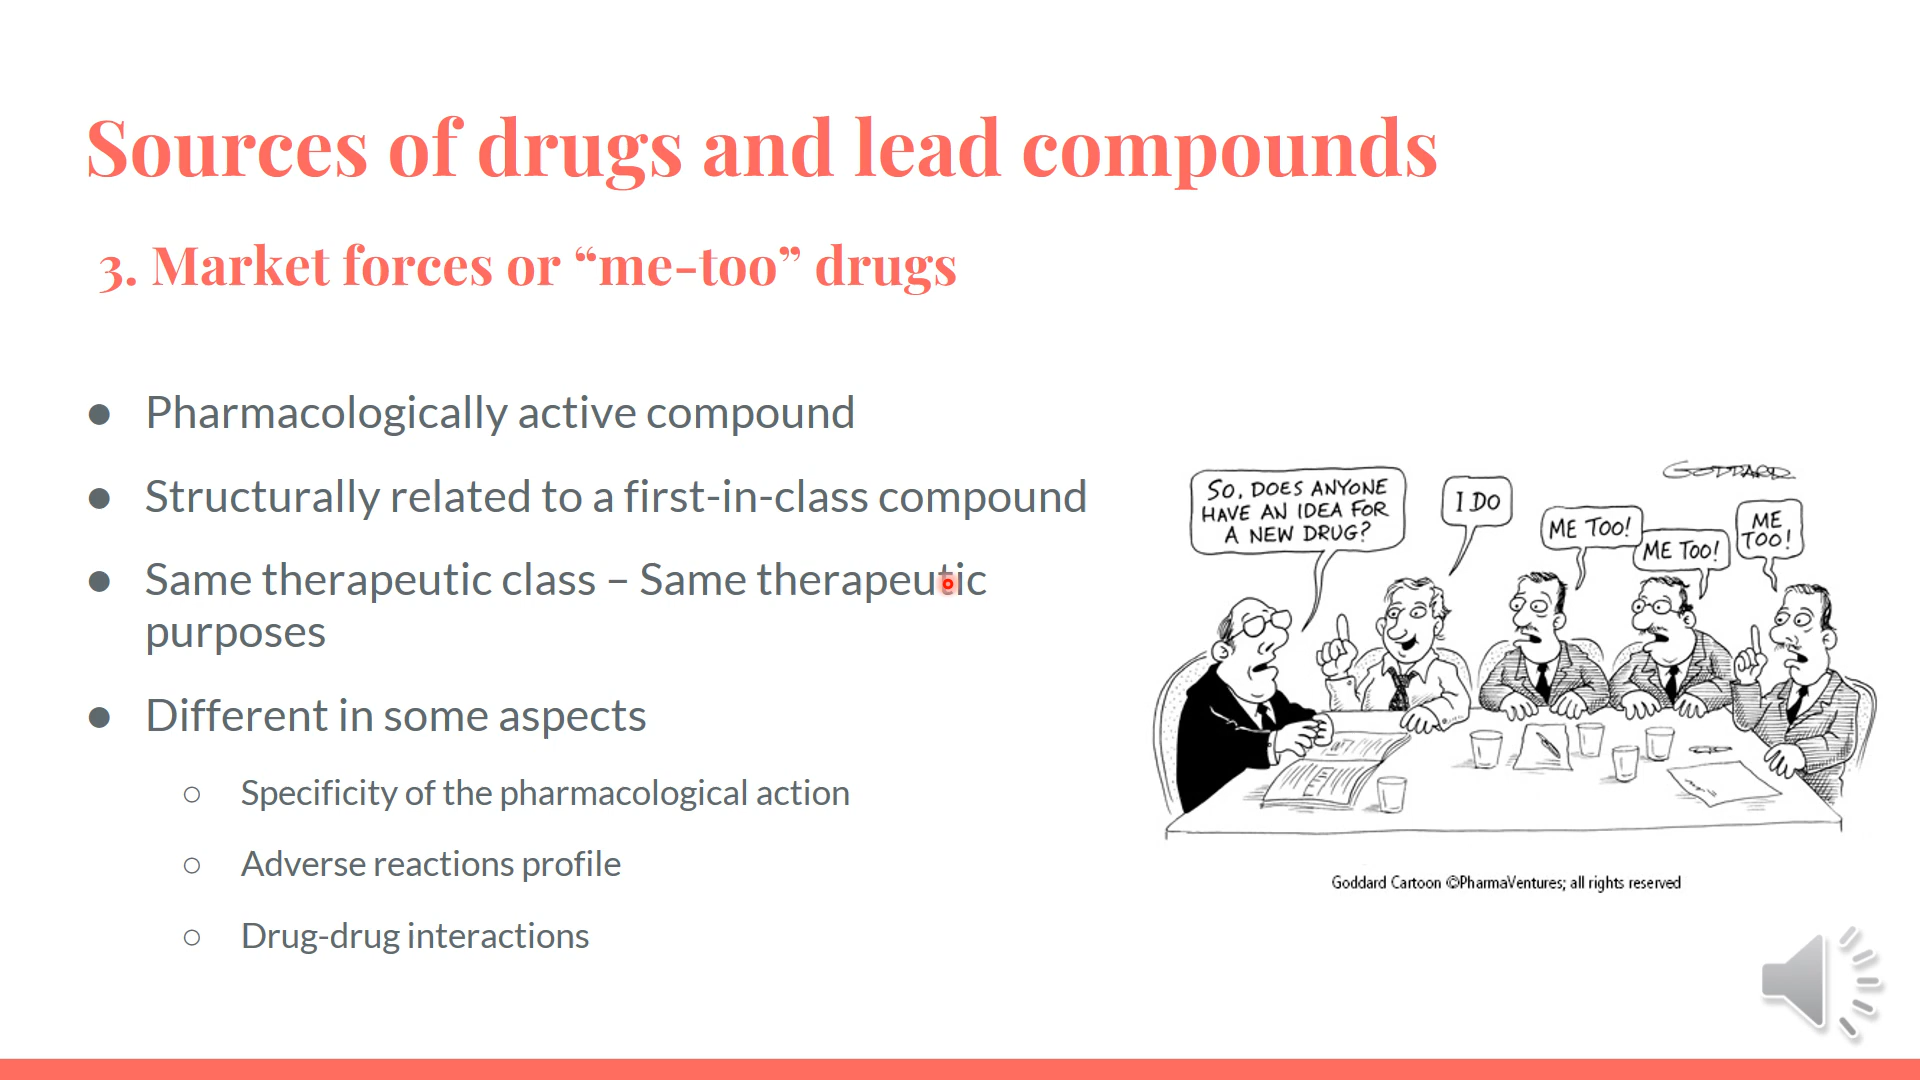 Sources of drugs and lead compounds
3. Market forces or “me-too” drugs
● Pharmacologically active compound
● Structurally related to a first-in-class compound
● Same therapeutic class – Same therapeutic
purposes
● Different in some aspects
○ Specificity of the pharmacological action
○ Adverse reactions profile
○ Drug-drug interactions
GODDARD
SO, DOES ANYONE
HAVE AN IDEA FOR
A NEW DRUG?
I DO
ME TOO!
ME TOO!
ME
TOO!
Goddard Cartoon ©PharmaVentures; all rights reserved